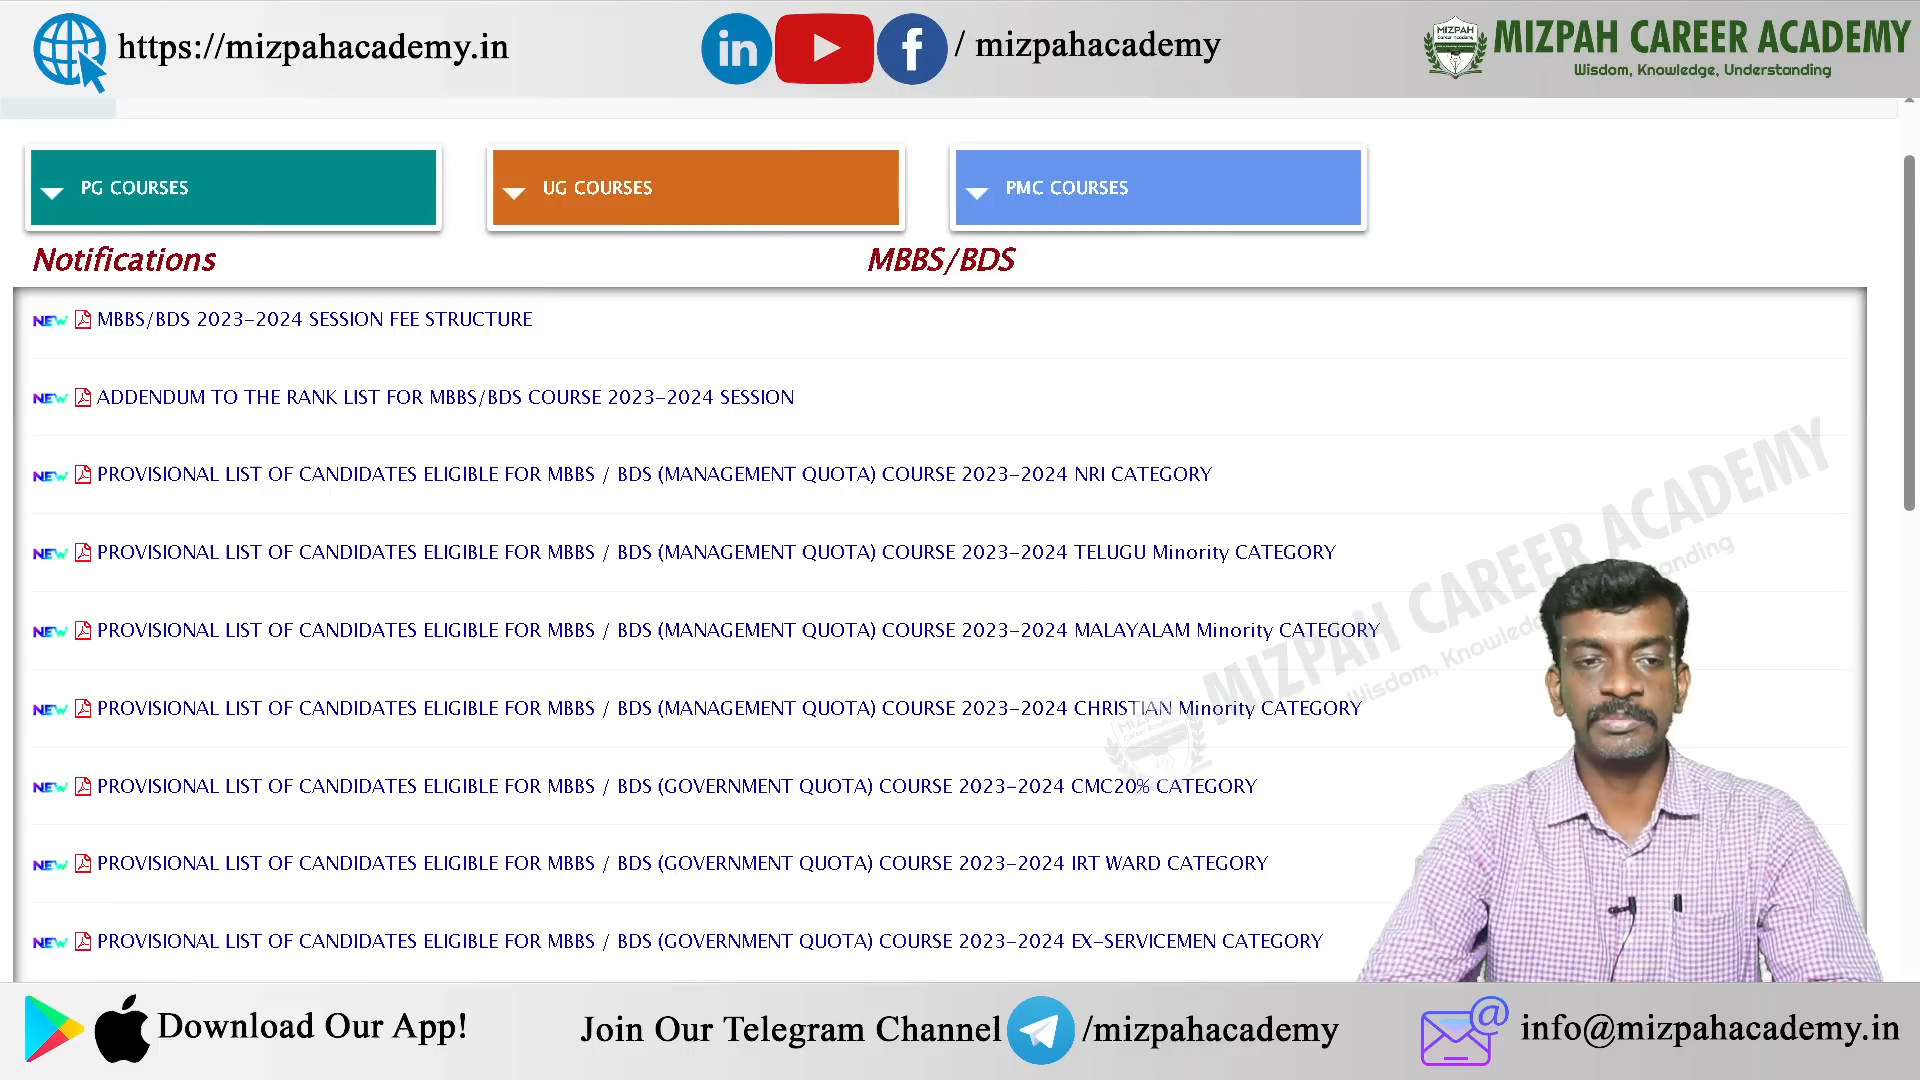 https://mizpahacademy.in
in
f
/ mizpahacademy
MIZPAH
Career Academy
MIZPAH CAREER ACADEMY
Wisdom, Knowledge, Understanding
PG COURSES
UG COURSES
PMC COURSES
Notifications
MBBS/BDS
NEW MBBS/BDS 2023-2024 SESSION FEE STRUCTURE
NEW ADDENDUM TO THE RANK LIST FOR MBBS/BDS COURSE 2023-2024 SESSION
NEW PROVISIONAL LIST OF CANDIDATES ELIGIBLE FOR MBBS / BDS (MANAGEMENT QUOTA) COURSE 2023-2024 NRI CATEGORY
NEW PROVISIONAL LIST OF CANDIDATES ELIGIBLE FOR MBBS / BDS (MANAGEMENT QUOTA) COURSE 2023-2024 TELUGU Minority CATEGORY
NEW PROVISIONAL LIST OF CANDIDATES ELIGIBLE FOR MBBS / BDS (MANAGEMENT QUOTA) COURSE 2023-2024 MALAYALAM Minority CATEGORY
NEW PROVISIONAL LIST OF CANDIDATES ELIGIBLE FOR MBBS / BDS (MANAGEMENT QUOTA) COURSE 2023-2024 CHRISTIAN Minority CATEGORY
NEW PROVISIONAL LIST OF CANDIDATES ELIGIBLE FOR MBBS / BDS (GOVERNMENT QUOTA) COURSE 2023-2024 CMC20% CATEGORY
NEW PROVISIONAL LIST OF CANDIDATES ELIGIBLE FOR MBBS / BDS (GOVERNMENT QUOTA) COURSE 2023-2024 IRT WARD CATEGORY
NEW PROVISIONAL LIST OF CANDIDATES ELIGIBLE FOR MBBS / BDS (GOVERNMENT QUOTA) COURSE 2023-2024 EX-SERVICEMEN CATEGORY
MIZPAH CAREER ACADEMY
Wisdom,
Download Our App!
Join Our Telegram Channel /mizpahacademy
@
info@mizpahacademy.in